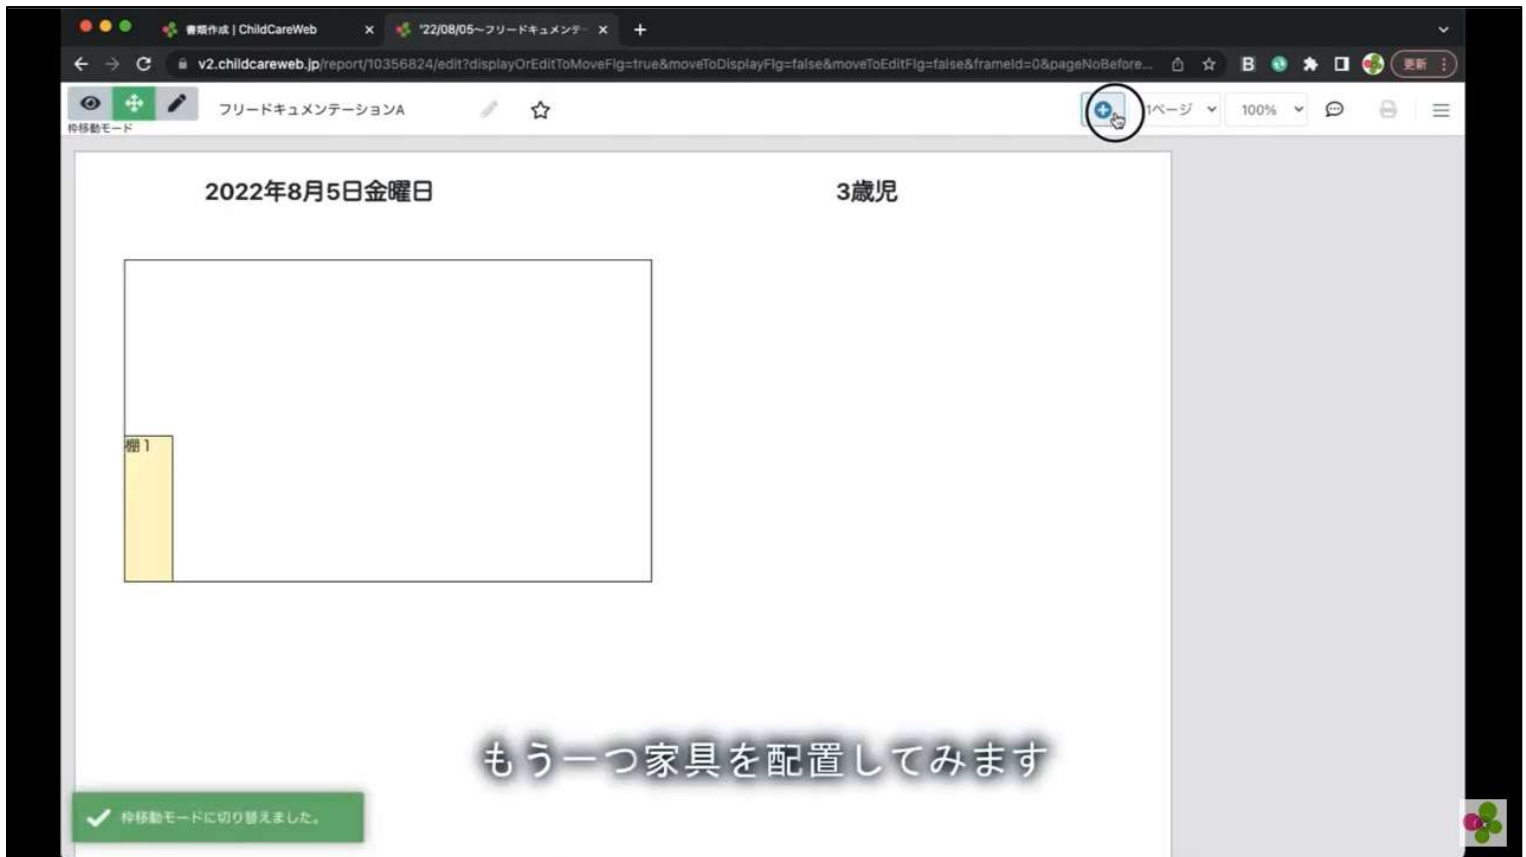 書類作成 | ChildCareWeb
'22/08/05〜フリードキュメンテー
v2.childcareweb.jp/report/10356824/edit?displayOrEditToMoveFlg=true&moveToDisplayFlg=false&moveToEditFlg=false&frameId=0&pageNoBefore...
B
更新
フリードキュメンテーションA
1ページ
100%
枠移動モード
2022年8月5日金曜日
3歳児
棚1
もう一つ家具を配置してみます
枠移動モードに切り替えました。